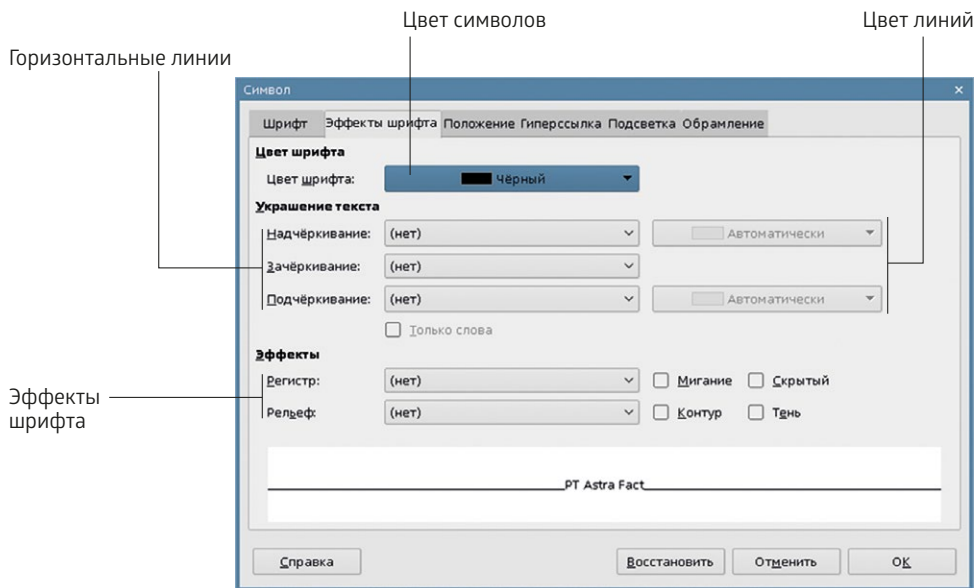 Цвет символов
Цвет линий
Горизонтальные линии
Символ
Шрифт Эффекты шрифта Положение Гиперссылка Подсветка Обрамление
Цвет шрифта
Цвет шрифта: Чёрный
Украшение текста
Надчёркивание: (нет) Автоматически
Зачёркивание: (нет)
Подчёркивание: (нет) Автоматически
Только слова
Эффекты
Регистр: (нет) Мигание Скрытый
Рельеф: (нет) Контур Тень
Эффекты
шрифта
PT Astra Fact
Справка Восстановить Отменить OK